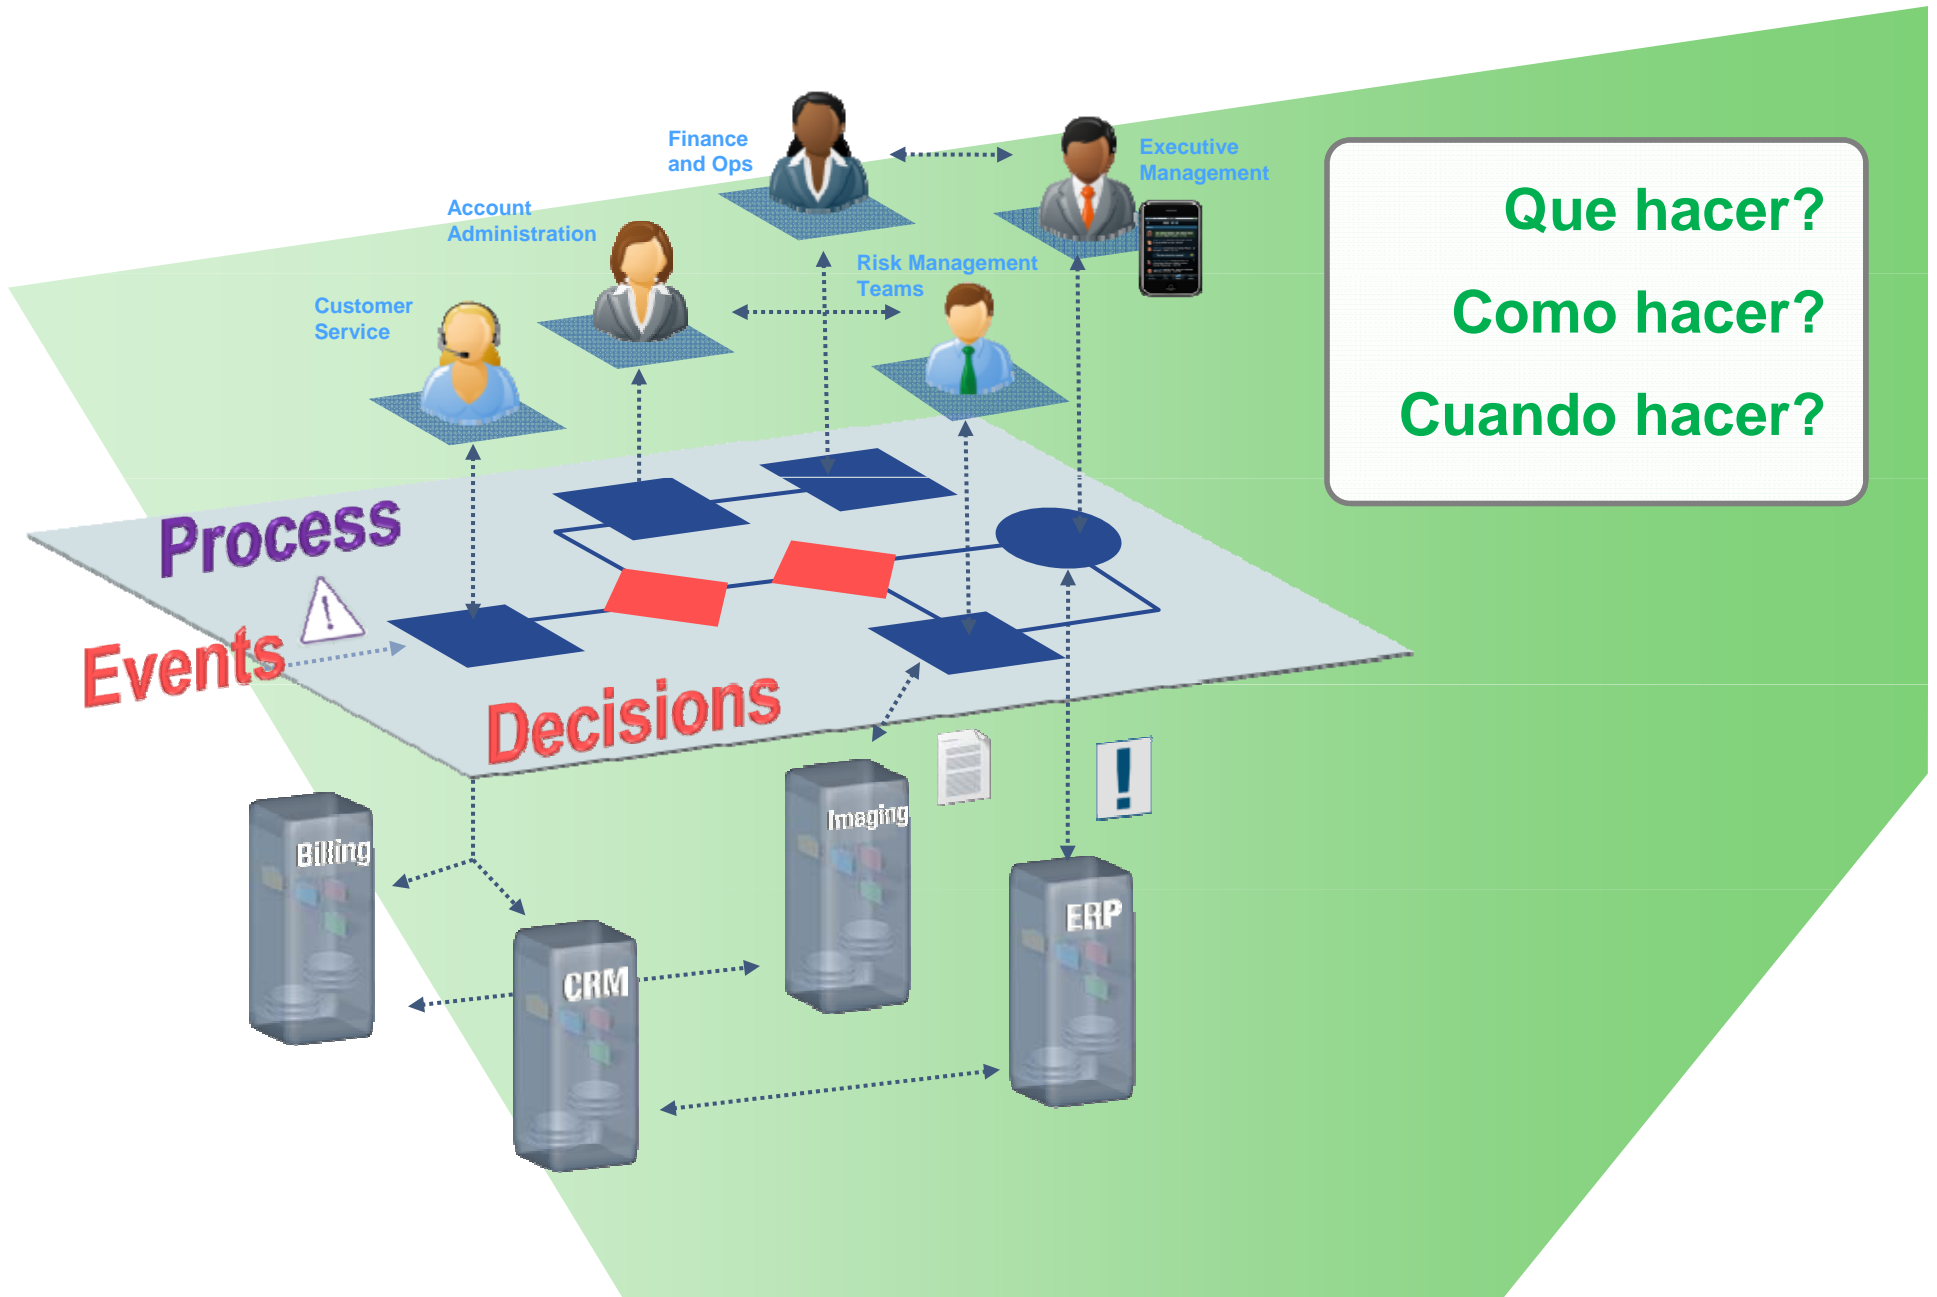 Finance
and Ops
Executive
Management
Account
Administration
Risk Management
Teams
Customer
Service
Que hacer?
Como hacer?
Cuando hacer?
Process
Events
Decisions
Billing
Imaging
CRM
ERP